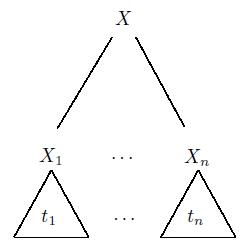 X
X₁ ⋯ Xₙ
t₁ ⋯ tₙ